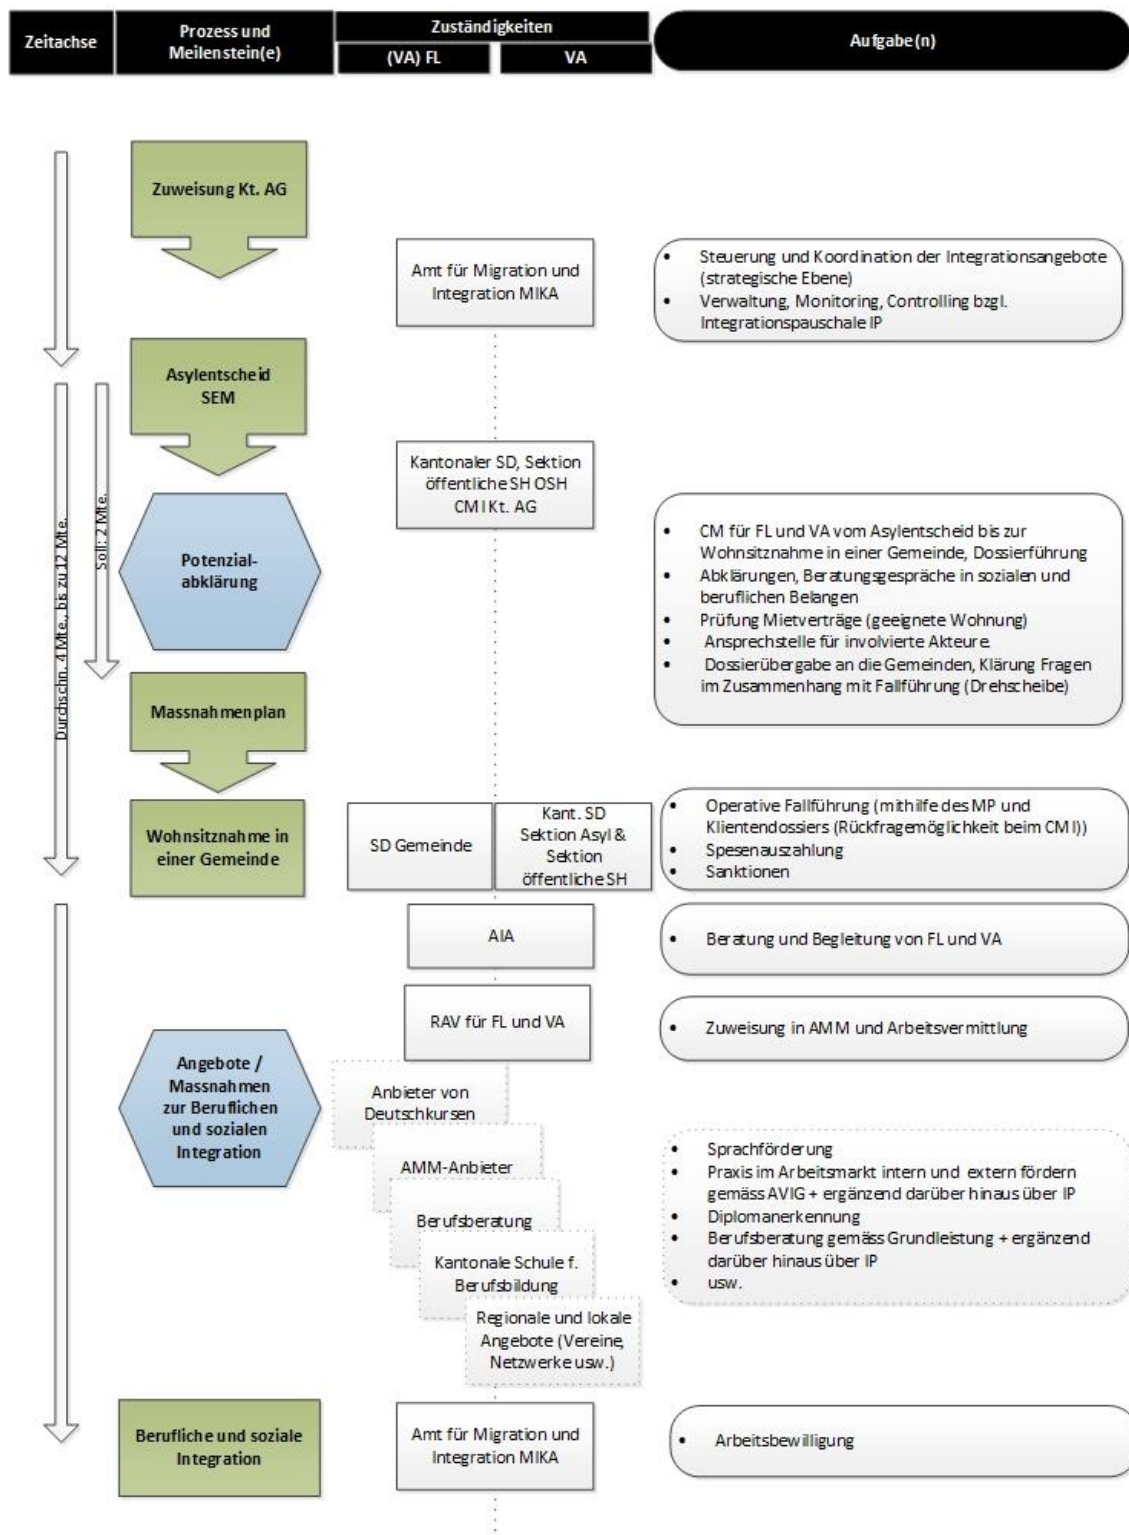 Zeitachse
Prozess und
Meilenstein(e)
Zuständigkeiten
(VA) FL
VA
Aufgabe(n)
Zuweisung Kt. AG
Amt für Migration und
Integration MIKA
• Steuerung und Koordination der Integrationsangebote
(strategische Ebene)
• Verwaltung, Monitoring, Controlling bzgl.
Integrationspauschale IP
Asylentscheid
SEM
Durchschn. 4 Mte., bis zu 12 Mte.
Soll: 2 Mte.
Kantonaler SD, Sektion
öffentliche SH OSH
CMI Kt. AG
Potenzial-
abklärung
• CM für FL und VA vom Asylentscheid bis zur
Wohnsitznahme in einer Gemeinde, Dossierführung
• Abklärungen, Beratungsgespräche in sozialen und
beruflichen Belangen
• Prüfung Mietverträge (geeignete Wohnung)
• Ansprechstelle für involvierte Akteure.
• Dossierübergabe an die Gemeinden, Klärung Fragen
im Zusammenhang mit Fallführung (Drehscheibe)
Massnahmenplan
Wohnsitznahme in
einer Gemeinde
SD Gemeinde
Kant. SD
Sektion Asyl &
Sektion
öffentliche SH
• Operative Fallführung (mithilfe des MP und
Klientendossiers (Rückfragemöglichkeit beim CMI))
• Spesenauszahlung
• Sanktionen
AIA
• Beratung und Begleitung von FL und VA
RAV für FL und VA
• Zuweisung in AMM und Arbeitsvermittlung
Angebote /
Massnahmen
zur Beruflichen
und sozialen
Integration
Anbieter von
Deutschkursen
AMM-Anbieter
Berufsberatung
Kantonale Schule f.
Berufsbildung
Regionale und lokale
Angebote (Vereine,
Netzwerke usw.)
• Sprachförderung
• Praxis im Arbeitsmarkt intern und extern fördern
gemäss AVIG + ergänzend darüber hinaus über IP
• Diplomanerkennung
• Berufsberatung gemäss Grundleistung + ergänzend
darüber hinaus über IP
• usw.
Berufliche und soziale
Integration
Amt für Migration und
Integration MIKA
• Arbeitsbewilligung